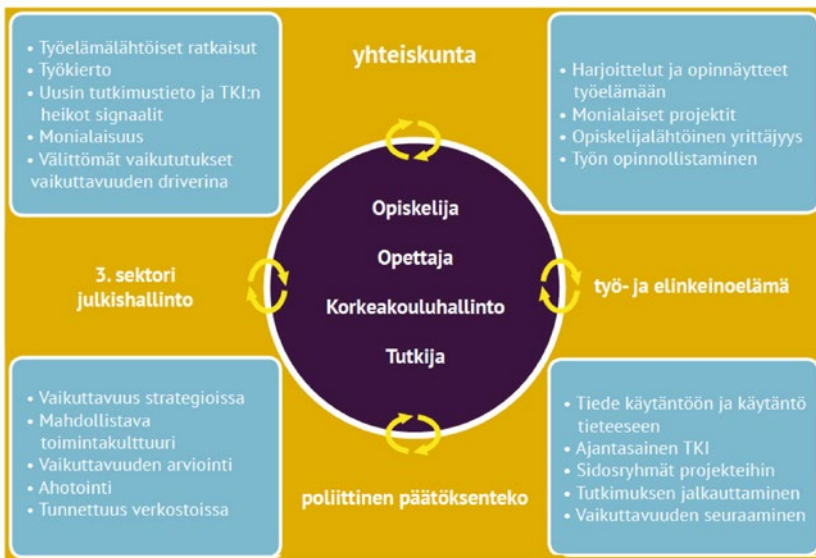 • Työelämälähtöiset ratkaisut
• Työkierto
• Uusin tutkimustieto ja TKI:n
heikot signaalit
• Monialaisuus
• Välittömät vaikututukset
vaikuttavuuden driverina
yhteiskunta
• Harjoittelut ja opinnäytteet
työelämään
• Monialaiset projektit
• Opiskelijalähtöinen yrittäjyys
• Työn opinnollistaminen
Opiskelija
Opettaja
Korkeakouluhallinto
Tutkija
3. sektori
julkishallinto
työ- ja elinkeinoelämä
• Vaikuttavuus strategioissa
• Mahdollistava
toimintakulttuuri
• Vaikuttavuuden arviointi
• Ahotointi
• Tunnettuus verkostoissa
poliittinen päätöksenteko
• Tiede käytäntöön ja käytäntö
tieteeseen
• Ajantasainen TKI
• Sidosryhmät projekteihin
• Tutkimuksen jalkauttaminen
• Vaikuttavuuden seuraaminen